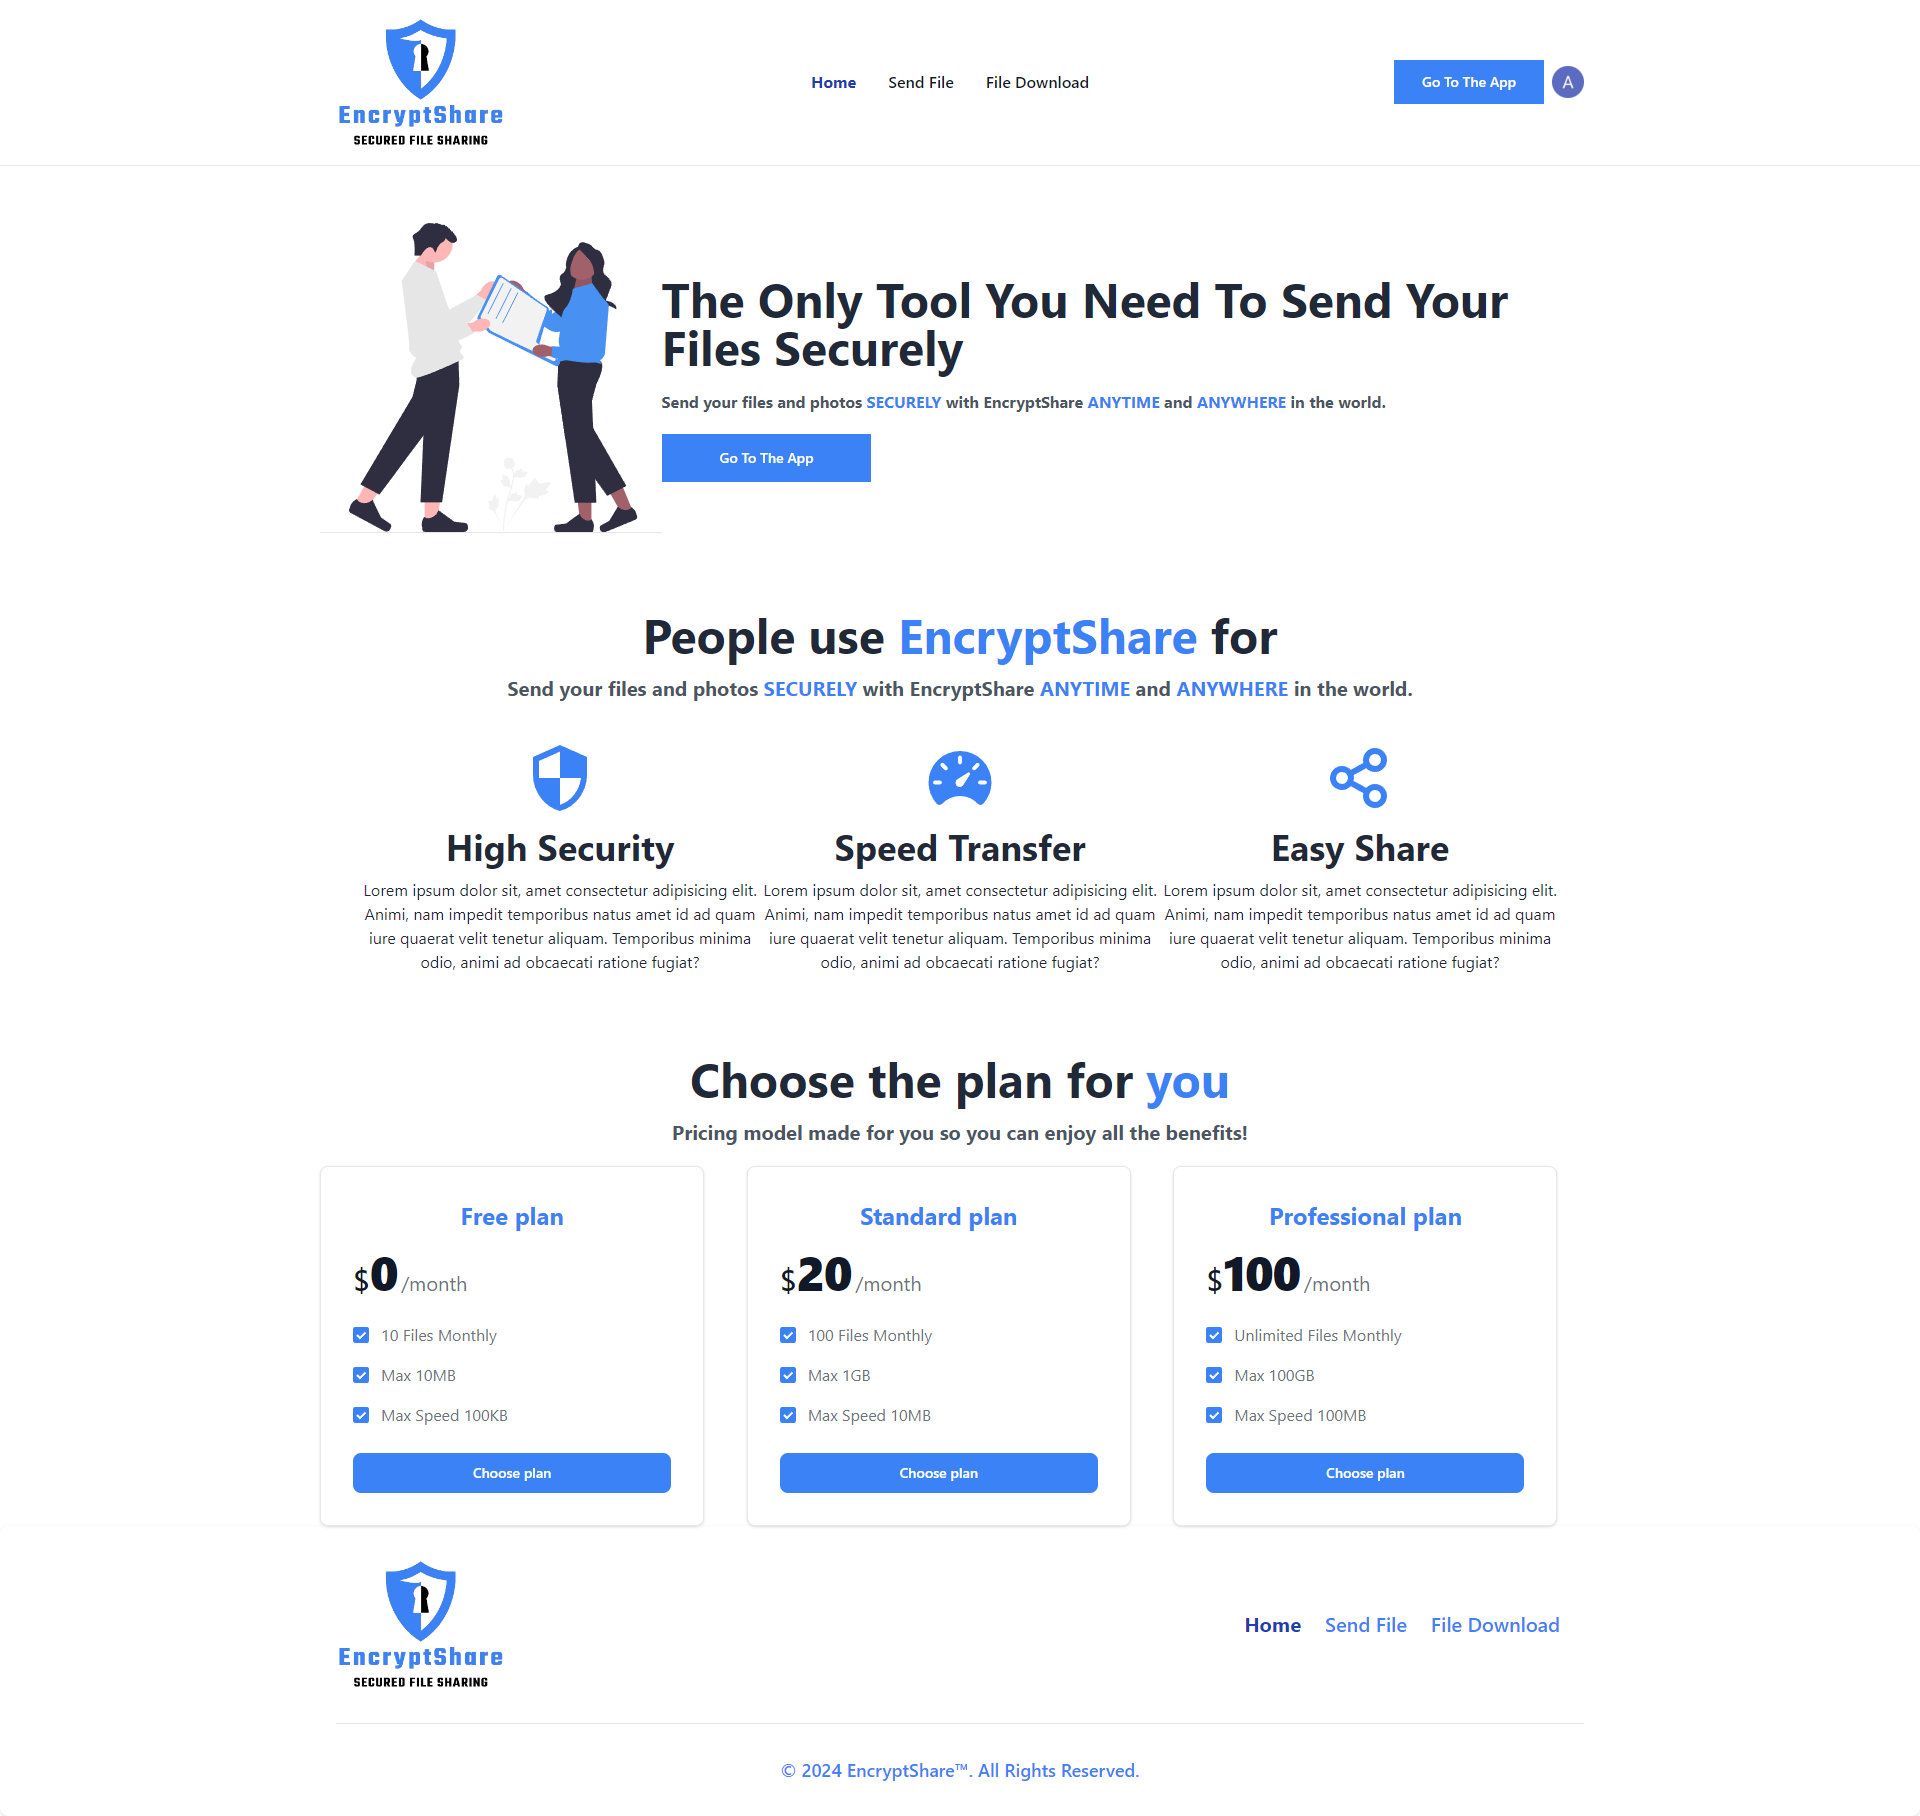 EncryptShare
SECURED FILE SHARING
Home
Send File
File Download
Go To The App
A
The Only Tool You Need To Send Your
Files Securely
Send your files and photos SECURELY with EncryptShare ANYTIME and ANYWHERE in the world.
Go To The App
People use EncryptShare for
Send your files and photos SECURELY with EncryptShare ANYTIME and ANYWHERE in the world.
High Security
Lorem ipsum dolor sit, amet consectetur adipisicing elit.
Animi, nam impedit temporibus natus amet id ad quam
iure quaerat velit tenetur aliquam. Temporibus minima
odio, animi ad obcaecati ratione fugiat?
Speed Transfer
Lorem ipsum dolor sit, amet consectetur adipisicing elit.
Animi, nam impedit temporibus natus amet id ad quam
iure quaerat velit tenetur aliquam. Temporibus minima
odio, animi ad obcaecati ratione fugiat?
Easy Share
Lorem ipsum dolor sit, amet consectetur adipisicing elit.
Animi, nam impedit temporibus natus amet id ad quam
iure quaerat velit tenetur aliquam. Temporibus minima
odio, animi ad obcaecati ratione fugiat?
Choose the plan for you
Pricing model made for you so you can enjoy all the benefits!
Free plan
$0/month
10 Files Monthly
Max 10MB
Max Speed 100KB
Choose plan
Standard plan
$20/month
100 Files Monthly
Max 1GB
Max Speed 10MB
Choose plan
Professional plan
$100/month
Unlimited Files Monthly
Max 100GB
Max Speed 100MB
Choose plan
EncryptShare
SECURED FILE SHARING
Home
Send File
File Download
© 2024 EncryptShare™. All Rights Reserved.